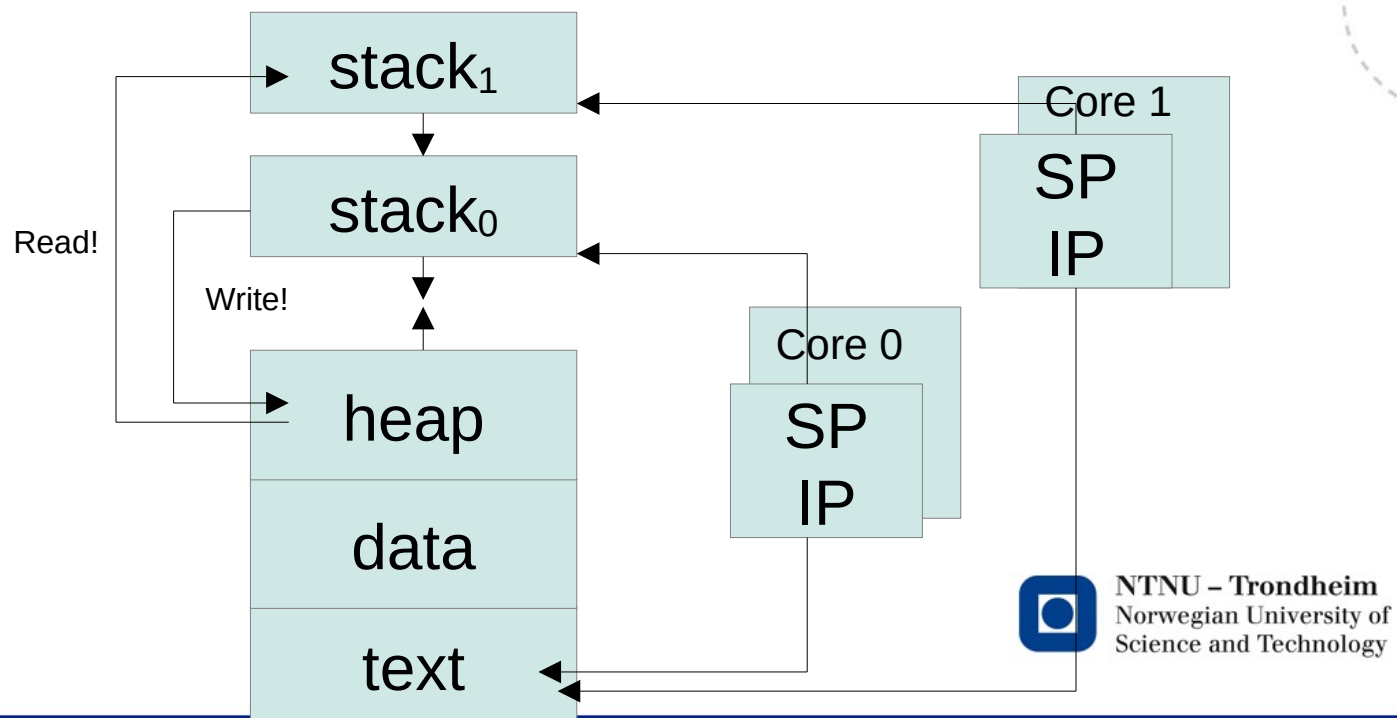 stack₁
Core 1
SP
IP
stack₀
Read!
Write!
Core 0
SP
IP
heap
data
text
NTNU – Trondheim
Norwegian University of
Science and Technology